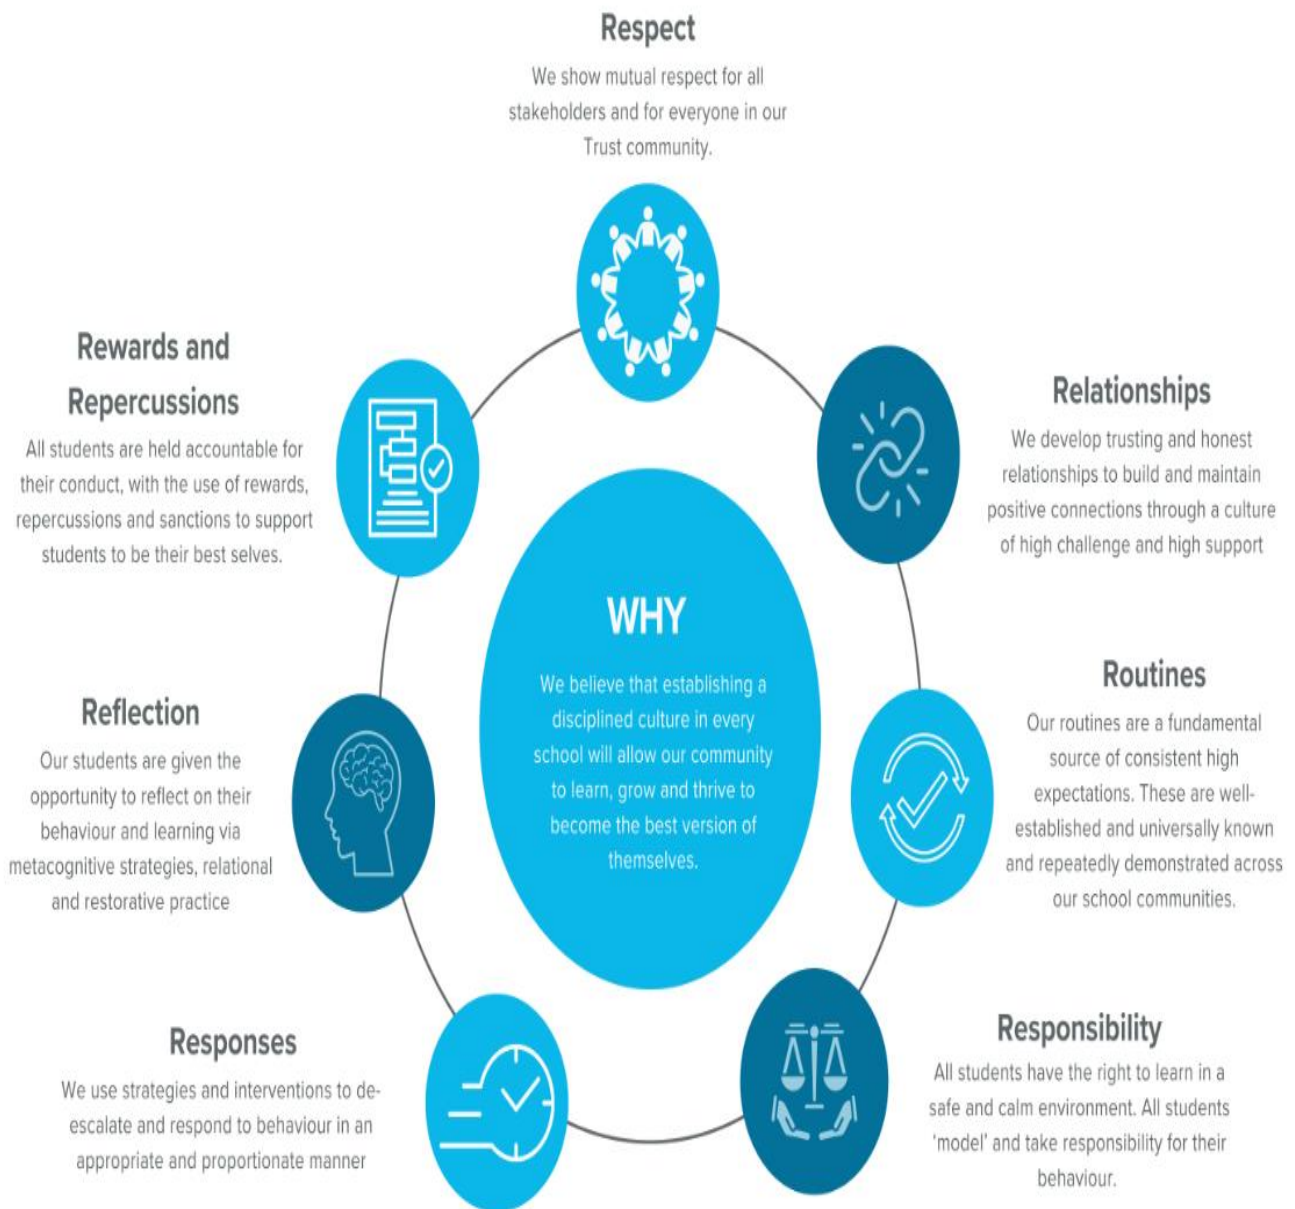 Respect
We show mutual respect for all
stakeholders and for everyone in our
Trust community.
Relationships
We develop trusting and honest
relationships to build and maintain
positive connections through a culture
of high challenge and high support
Routines
Our routines are a fundamental
source of consistent high
expectations. These are well-
established and universally known
and repeatedly demonstrated across
our school communities.
Responsibility
All students have the right to learn in a
safe and calm environment. All students
'model' and take responsibility for their
behaviour.
Responses
We use strategies and interventions to de-
escalate and respond to behaviour in an
appropriate and proportionate manner
Reflection
Our students are given the
opportunity to reflect on their
behaviour and learning via
metacognitive strategies, relational
and restorative practice
Rewards and
Repercussions
All students are held accountable for
their conduct, with the use of rewards,
repercussions and sanctions to support
students to be their best selves.
WHY
We believe that establishing a
disciplined culture in every
school will allow our community
to learn, grow and thrive to
become the best version of
themselves.